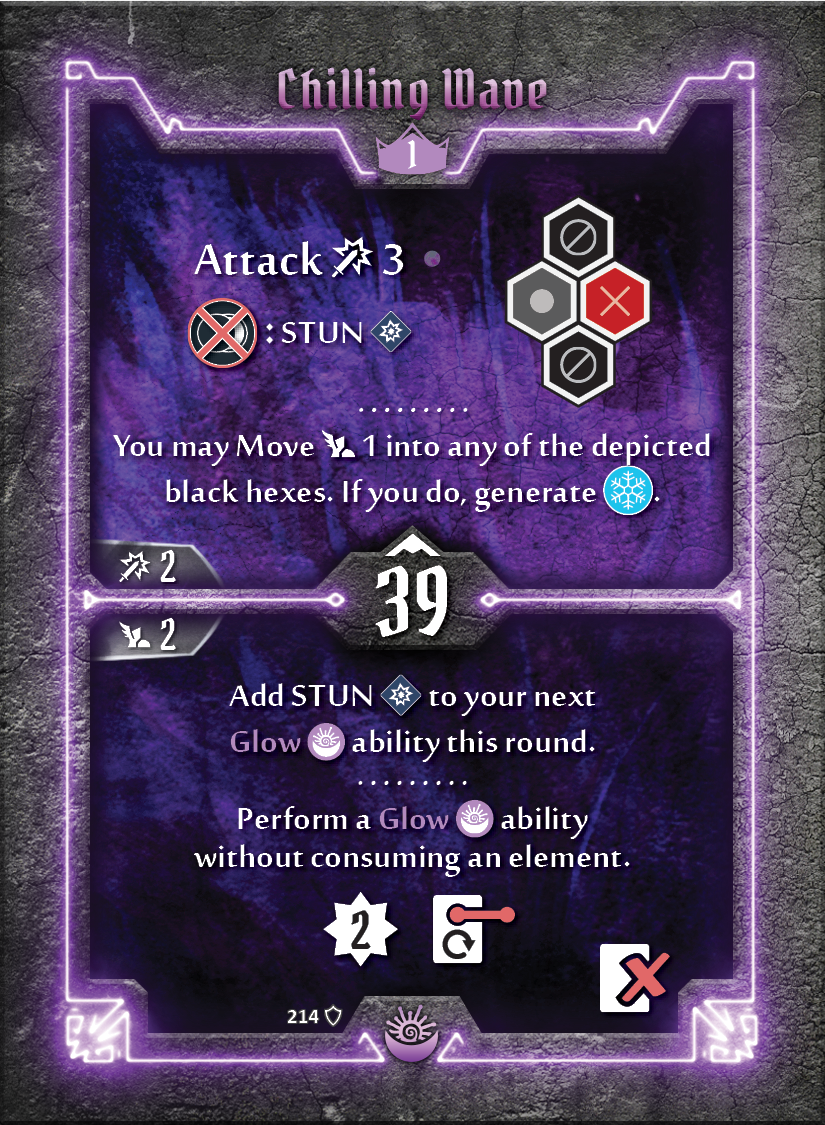 Chilling Wave
1
Attack 3
: STUN
You may Move 1 into any of the depicted
black hexes. If you do, generate .
2
39
2
Add STUN to your next
Glow ability this round.
Perform a Glow ability
without consuming an element.
2
214